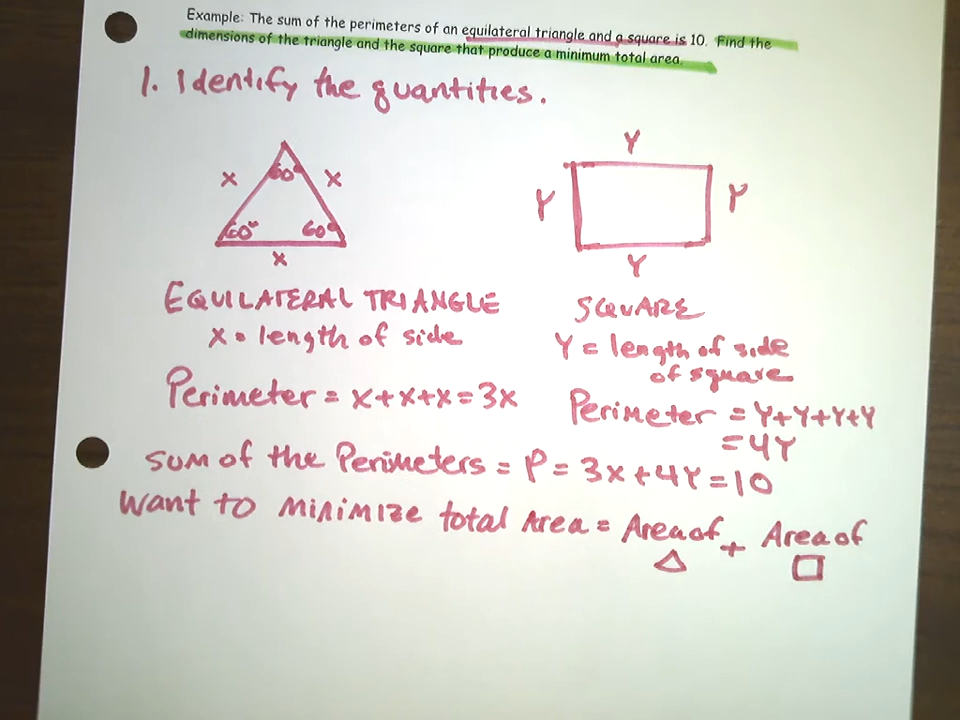 Example: The sum of the perimeters of an equilateral triangle and a square is 10. Find the
dimensions of the triangle and the square that produce a minimum total area.
1. Identify the quantities.
x x
60° 60° 60°
x
Y
Y Y
Y
EQUILATERAL TRIANGLE
x = length of side
Perimeter = x+x+x=3x
SQUARE
Y = length of side
of square
Perimeter = Y+Y+Y+Y
=4Y
Sum of the Perimeters = P = 3x+4Y=10
Want to Minimize total Area = Area of △ + Area of □